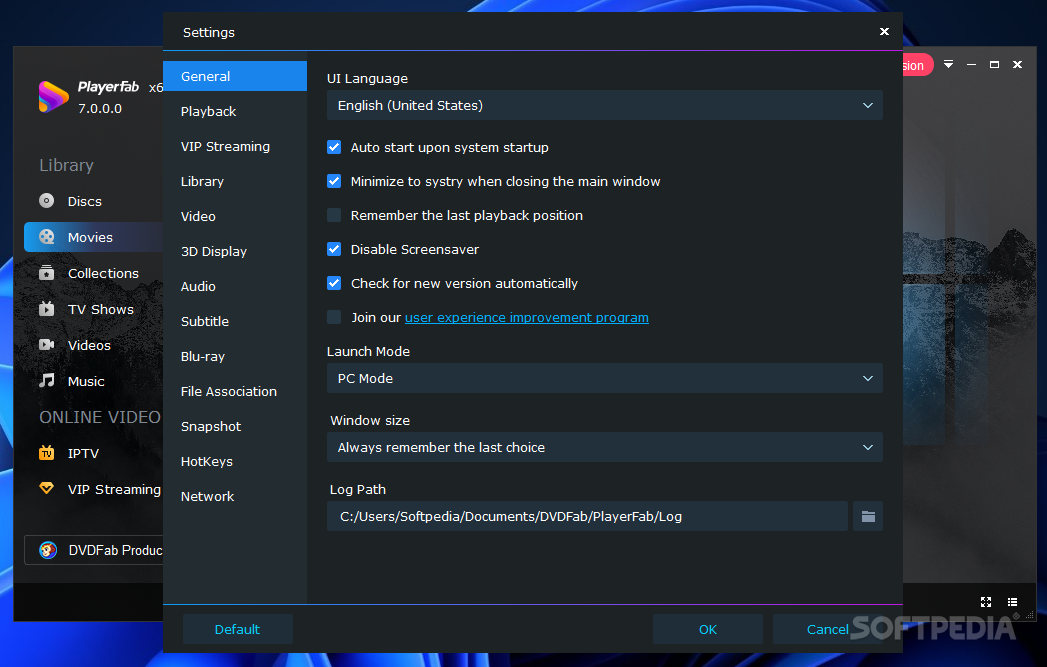 Settings
PlayerFab x6
7.0.0.0
Library
Discs
Movies
Collections
TV Shows
Videos
Music
ONLINE VIDEO
IPTV
VIP Streaming
DVDFab Produc
General
Playback
VIP Streaming
Library
Video
3D Display
Audio
Subtitle
Blu-ray
File Association
Snapshot
HotKeys
Network
UI Language
English (United States)
Auto start upon system startup
Minimize to systry when closing the main window
Remember the last playback position
Disable Screensaver
Check for new version automatically
Join our user experience improvement program
Launch Mode
PC Mode
Window size
Always remember the last choice
Log Path
C:/Users/Softpedia/Documents/DVDFab/PlayerFab/Log
Default
OK
Cancel
sion
SOFTPEDIA